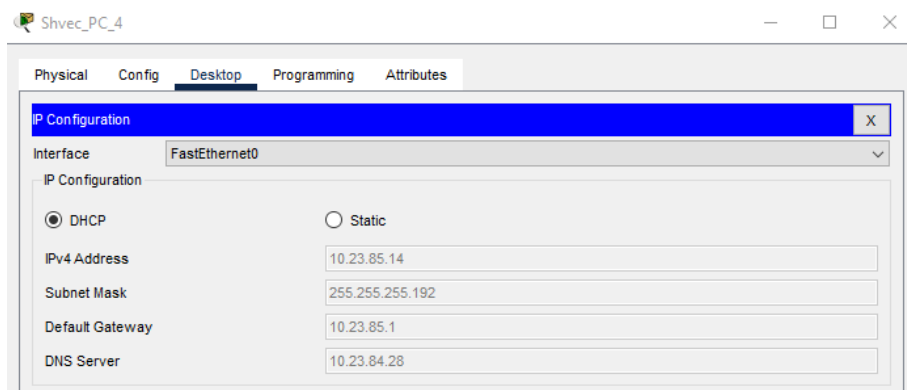 Shvec_PC_4
Physical Config Desktop Programming Attributes
IP Configuration X
Interface FastEthernet0
IP Configuration
DHCP Static
IPv4 Address 10.23.85.14
Subnet Mask 255.255.255.192
Default Gateway 10.23.85.1
DNS Server 10.23.84.28